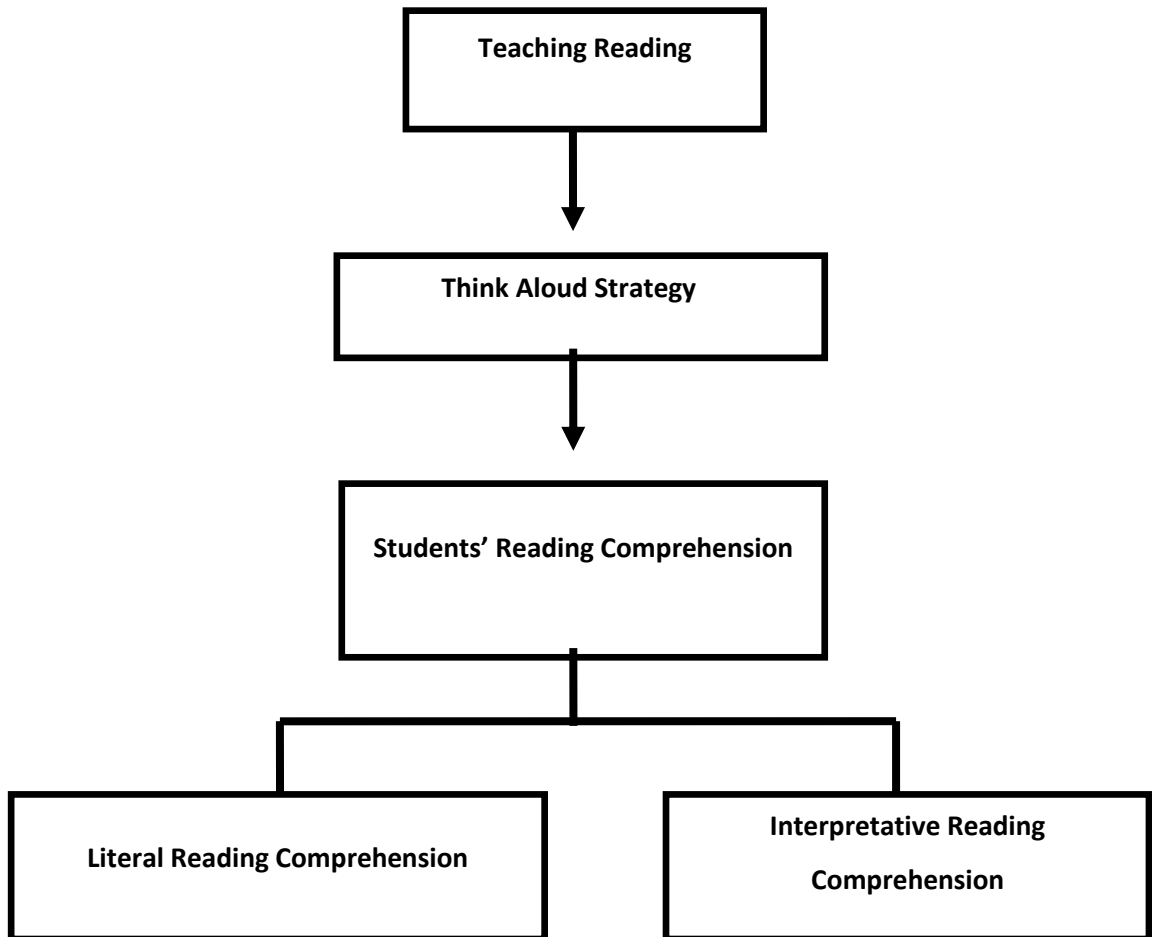 Teaching Reading
Think Aloud Strategy
Students’ Reading Comprehension
Literal Reading Comprehension
Interpretative Reading
Comprehension